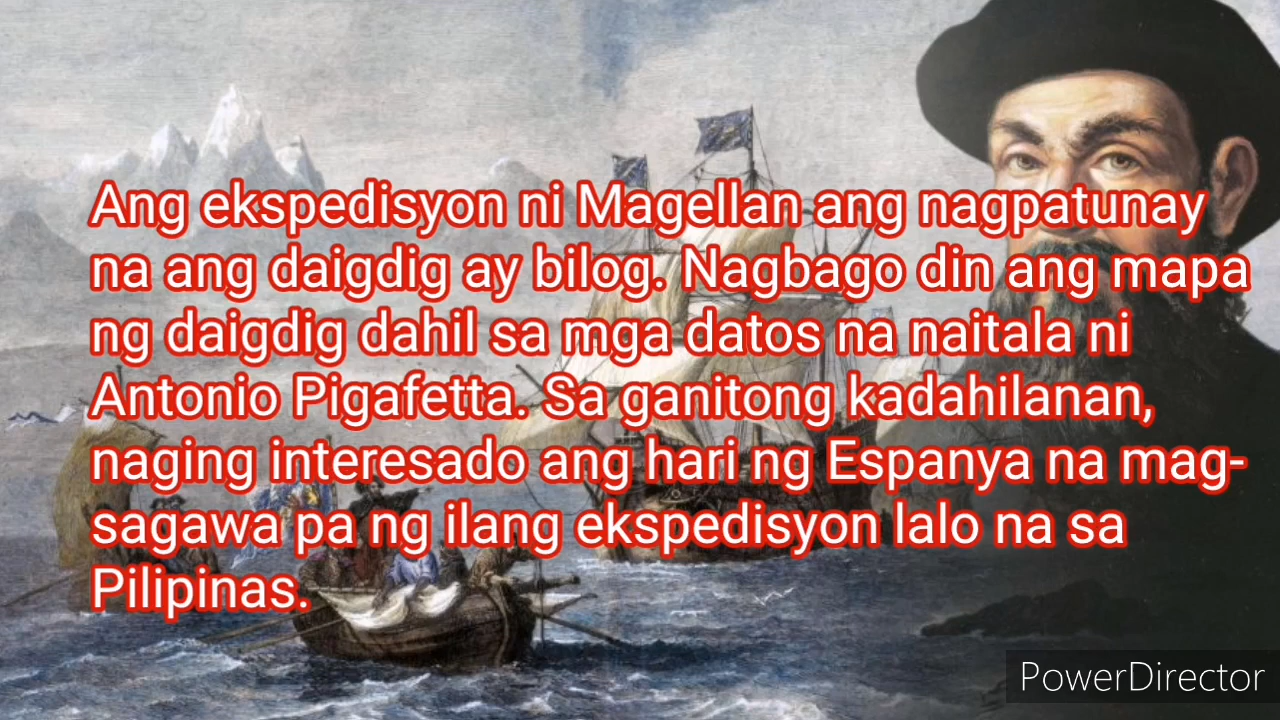 Ang ekspedisyon ni Magellan ang nagpatunay
na ang daigdig ay bilog. Nagbago din ang mapa
ng daigdig dahil sa mga datos na naitala ni
Antonio Pigafetta. Sa ganitong kadahilanan,
naging interesado ang hari ng Espanya na mag-
sagawa pa ng ilang ekspedisyon lalo na sa
Pilipinas.
PowerDirector